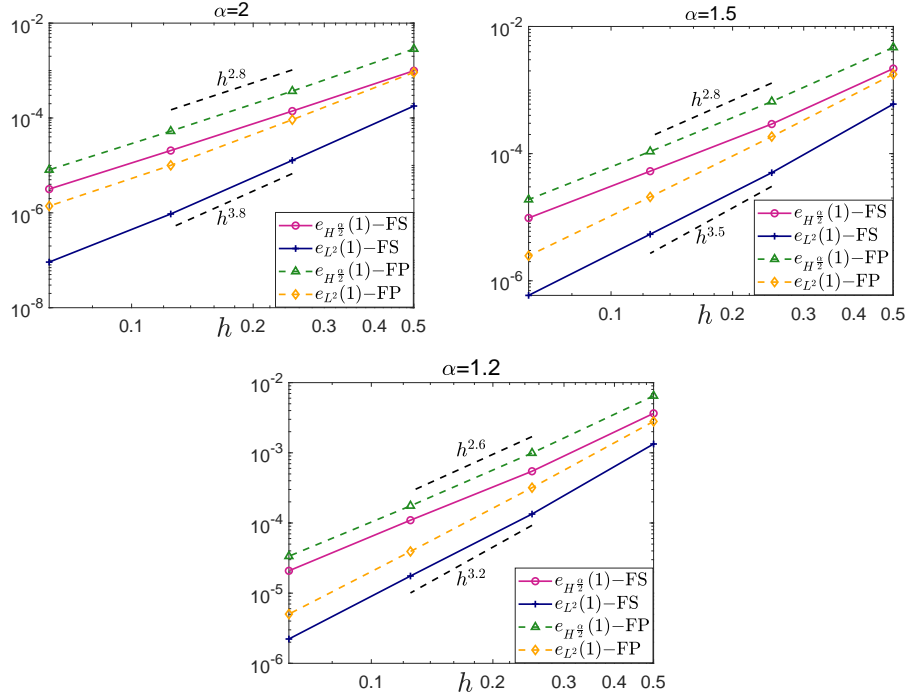 α=2
10^{-2}
10^{-4}
10^{-6}
10^{-8}
h^{2.8}
h^{3.8}
e_{H^{\frac{α}{2}}}(1)−FS
e_{L^2}(1)−FS
e_{H^{\frac{α}{2}}}(1)−FP
e_{L^2}(1)−FP
0.1
0.2
0.3
0.4
0.5
h
α=1.5
10^{-2}
10^{-4}
10^{-6}
h^{2.8}
h^{3.5}
e_{H^{\frac{α}{2}}}(1)−FS
e_{L^2}(1)−FS
e_{H^{\frac{α}{2}}}(1)−FP
e_{L^2}(1)−FP
0.1
0.2
0.3
0.4
0.5
h
α=1.2
10^{-2}
10^{-3}
10^{-4}
10^{-5}
10^{-6}
h^{2.6}
h^{3.2}
e_{H^{\frac{α}{2}}}(1)−FS
e_{L^2}(1)−FS
e_{H^{\frac{α}{2}}}(1)−FP
e_{L^2}(1)−FP
0.1
0.2
0.3
0.4
0.5
h